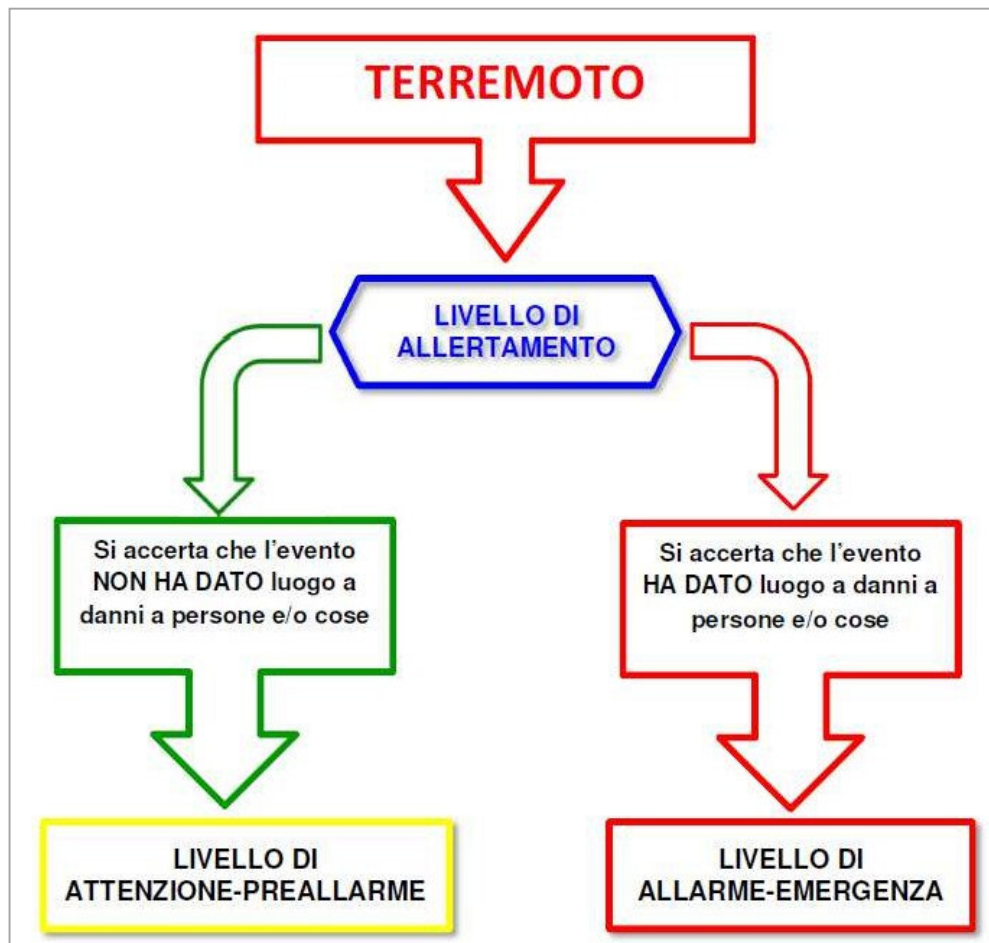 TERREMOTO
LIVELLO DI
ALLERTAMENTO
Si accerta che l'evento
NON HA DATO luogo a
danni a persone e/o cose
Si accerta che l'evento
HA DATO luogo a danni a
persone e/o cose
LIVELLO DI
ATTENZIONE-PREALLARME
LIVELLO DI
ALLARME-EMERGENZA